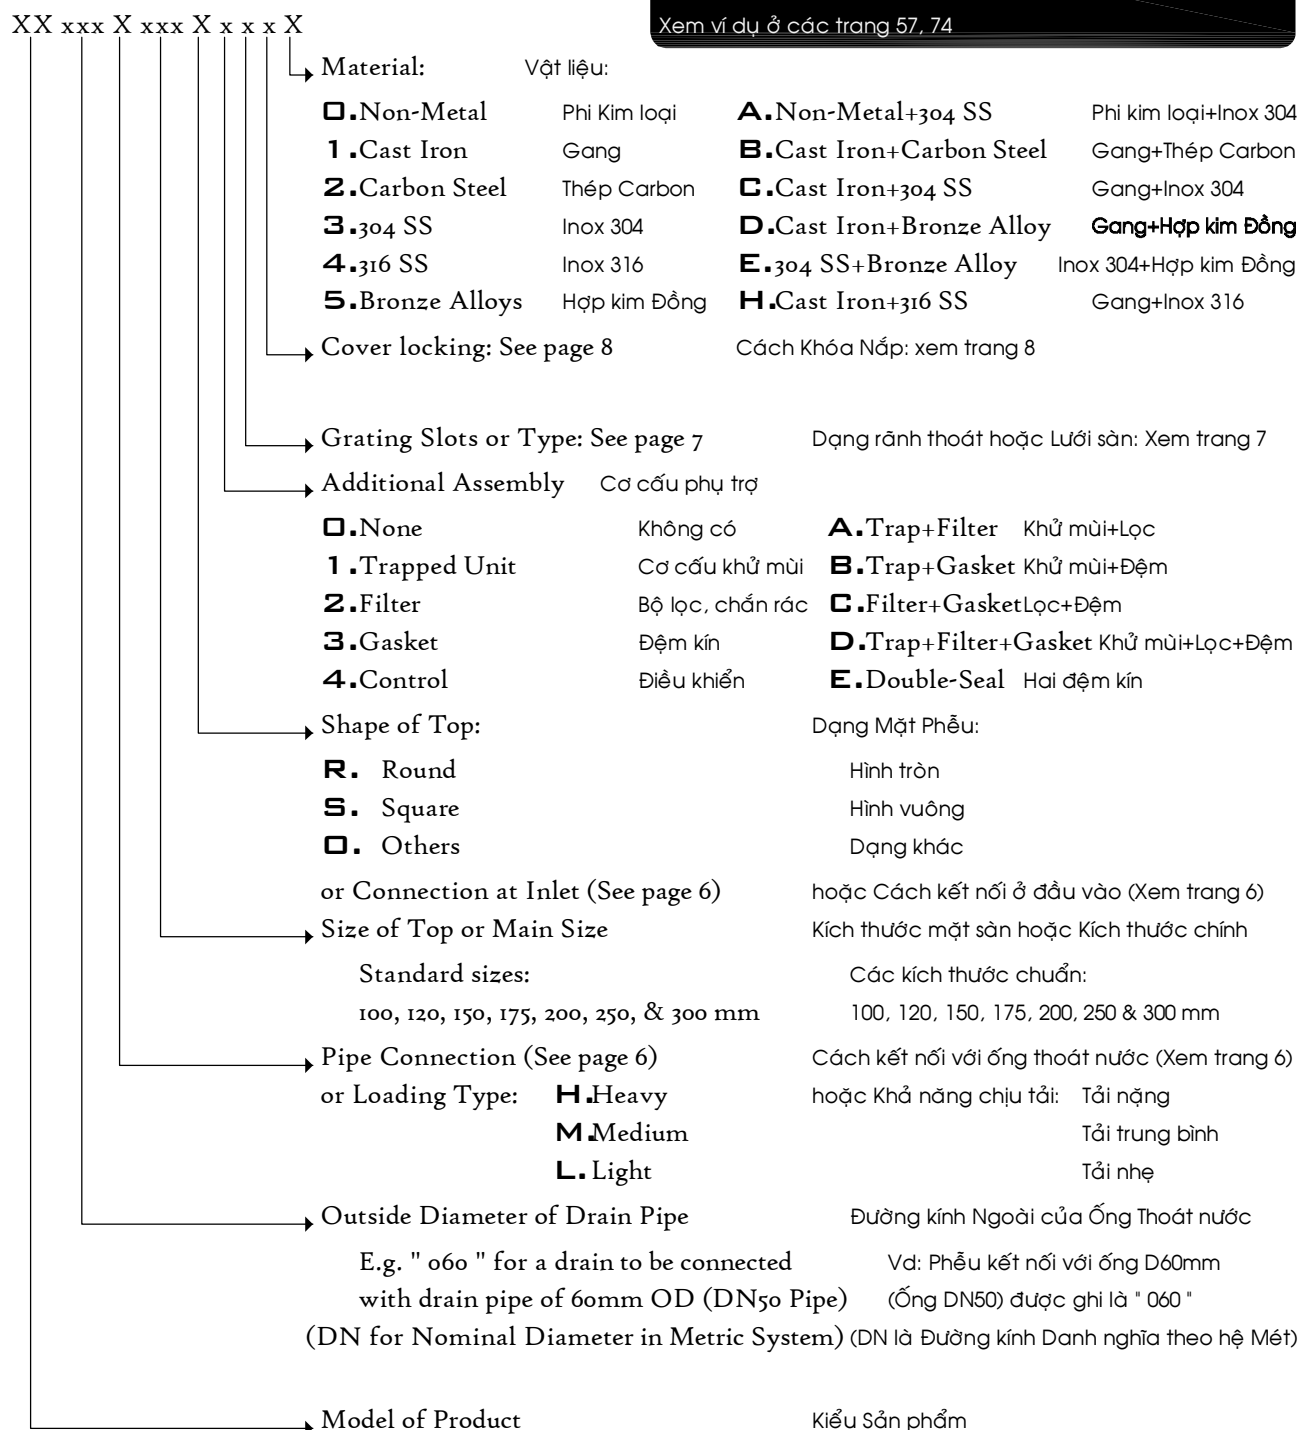 XX xxx X xxx X x x x X
Xem ví dụ ở các trang 57, 74
Material: Vật liệu:
0.Non-Metal Phi Kim loại A.Non-Metal+304 SS Phi kim loại+Inox 304
1.Cast Iron Gang B.Cast Iron+Carbon Steel Gang+Thép Carbon
2.Carbon Steel Thép Carbon C.Cast Iron+304 SS Gang+Inox 304
3.304 SS Inox 304 D.Cast Iron+Bronze Alloy Gang+Hợp kim Đồng
4.316 SS Inox 316 E.304 SS+Bronze Alloy Inox 304+Hợp kim Đồng
5.Bronze Alloys Hợp kim Đồng H.Cast Iron+316 SS Gang+Inox 316
Cover locking: See page 8 Cách Khóa Nắp: xem trang 8
Grating Slots or Type: See page 7 Dạng rãnh thoát hoặc Lưới sàn: Xem trang 7
Additional Assembly Cơ cấu phụ trợ
0.None Không có A.Trap+Filter Khử mùi+Lọc
1.Trapped Unit Cơ cấu khử mùi B.Trap+Gasket Khử mùi+Đệm
2.Filter Bộ lọc, chắn rác C.Filter+Gasket Lọc+Đệm
3.Gasket Đệm kín D.Trap+Filter+Gasket Khử mùi+Lọc+Đệm
4.Control Điều khiển E.Double-Seal Hai đệm kín
Shape of Top: Dạng Mặt Phễu:
R. Round Hình tròn
S. Square Hình vuông
O. Others Dạng khác
or Connection at Inlet (See page 6) hoặc Cách kết nối ở đầu vào (Xem trang 6)
Size of Top or Main Size Kích thước mặt sàn hoặc Kích thước chính
Standard sizes: Các kích thước chuẩn:
100, 120, 150, 175, 200, 250, & 300 mm 100, 120, 150, 175, 200, 250 & 300 mm
Pipe Connection (See page 6) Cách kết nối với ống thoát nước (Xem trang 6)
or Loading Type: H.Heavy hoặc Khả năng chịu tải: Tải nặng
M.Medium Tải trung bình
L.Light Tải nhẹ
Outside Diameter of Drain Pipe Đường kính Ngoài của Ống Thoát nước
E.g. " 060 " for a drain to be connected Vd: Phễu kết nối với ống D60mm
with drain pipe of 60mm OD (DN50 Pipe) (Ống DN50) được ghi là " 060 "
(DN for Nominal Diameter in Metric System) (DN là Đường kính Danh nghĩa theo hệ Mét)
Model of Product Kiểu Sản phẩm